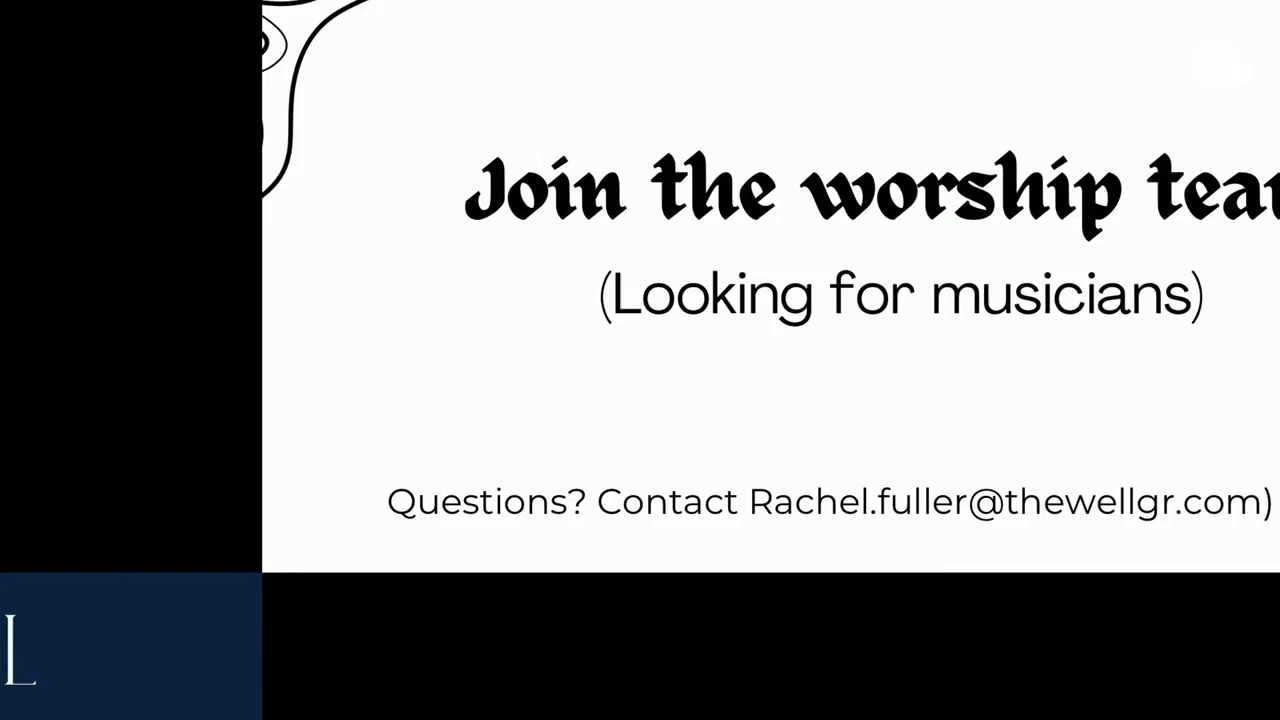 Join the worship tea
(Looking for musicians)
Questions? Contact Rachel.fuller@thewellgr.com)
L